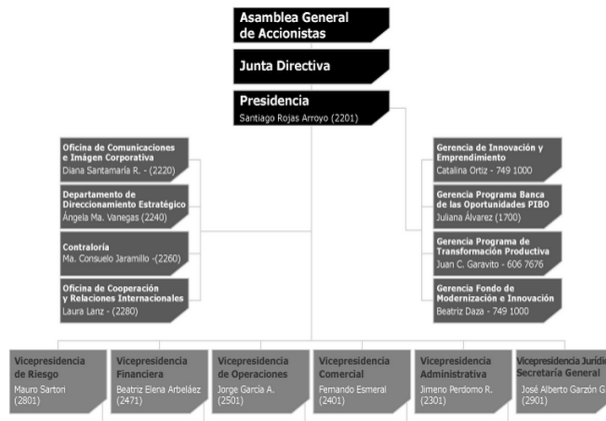 Asamblea General
de Accionistas
Junta Directiva
Presidencia
Santiago Rojas Arroyo (2201)
Oficina de Comunicaciones
e Imágen Corporativa
Diana Santamaría R. - (2220)
Departamento de
Direccionamiento Estratégico
Ángela Ma. Vanegas (2240)
Contraloría
Ma. Consuelo Jaramillo -(2260)
Oficina de Cooperación
y Relaciones Internacionales
Laura Lanz - (2280)
Gerencia de Innovación y
Emprendimiento
Catalina Ortiz - 749 1000
Gerencia Programa Banca
de las Oportunidades PIBO
Juliana Álvarez (1700)
Gerencia Programa de
Transformación Productiva
Juan C. Garavito - 606 7676
Gerencia Fondo de
Modernización e Innovación
Beatriz Daza - 749 1000
Vicepresidencia
de Riesgo
Mauro Sartori
(2801)
Vicepresidencia
Financiera
Beatriz Elena Arbeláez
(2471)
Vicepresidencia
de Operaciones
Jorge García A.
(2501)
Vicepresidencia
Comercial
Fernando Esmeral
(2401)
Vicepresidencia
Administrativa
Jimeno Perdomo R.
(2301)
Vicepresidencia Jurídic
Secretaría General
José Alberto Garzón G.
(2901)